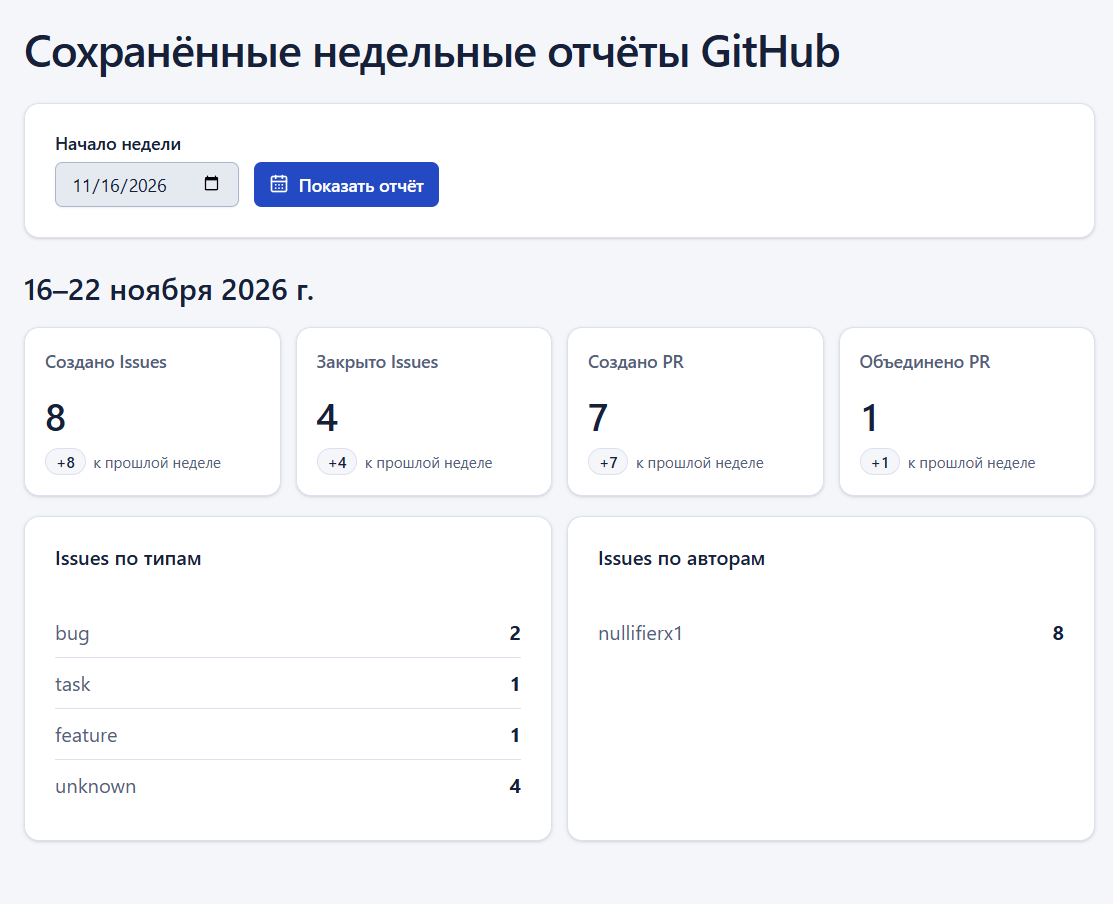 Сохранённые недельные отчёты GitHub
Начало недели
11/16/2026
Показать отчёт
16–22 ноября 2026 г.
Создано Issues
8
+8 к прошлой неделе
Закрыто Issues
4
+4 к прошлой неделе
Создано PR
7
+7 к прошлой неделе
Объединено PR
1
+1 к прошлой неделе
Issues по типам
bug 2
task 1
feature 1
unknown 4
Issues по авторам
nullifierx1 8